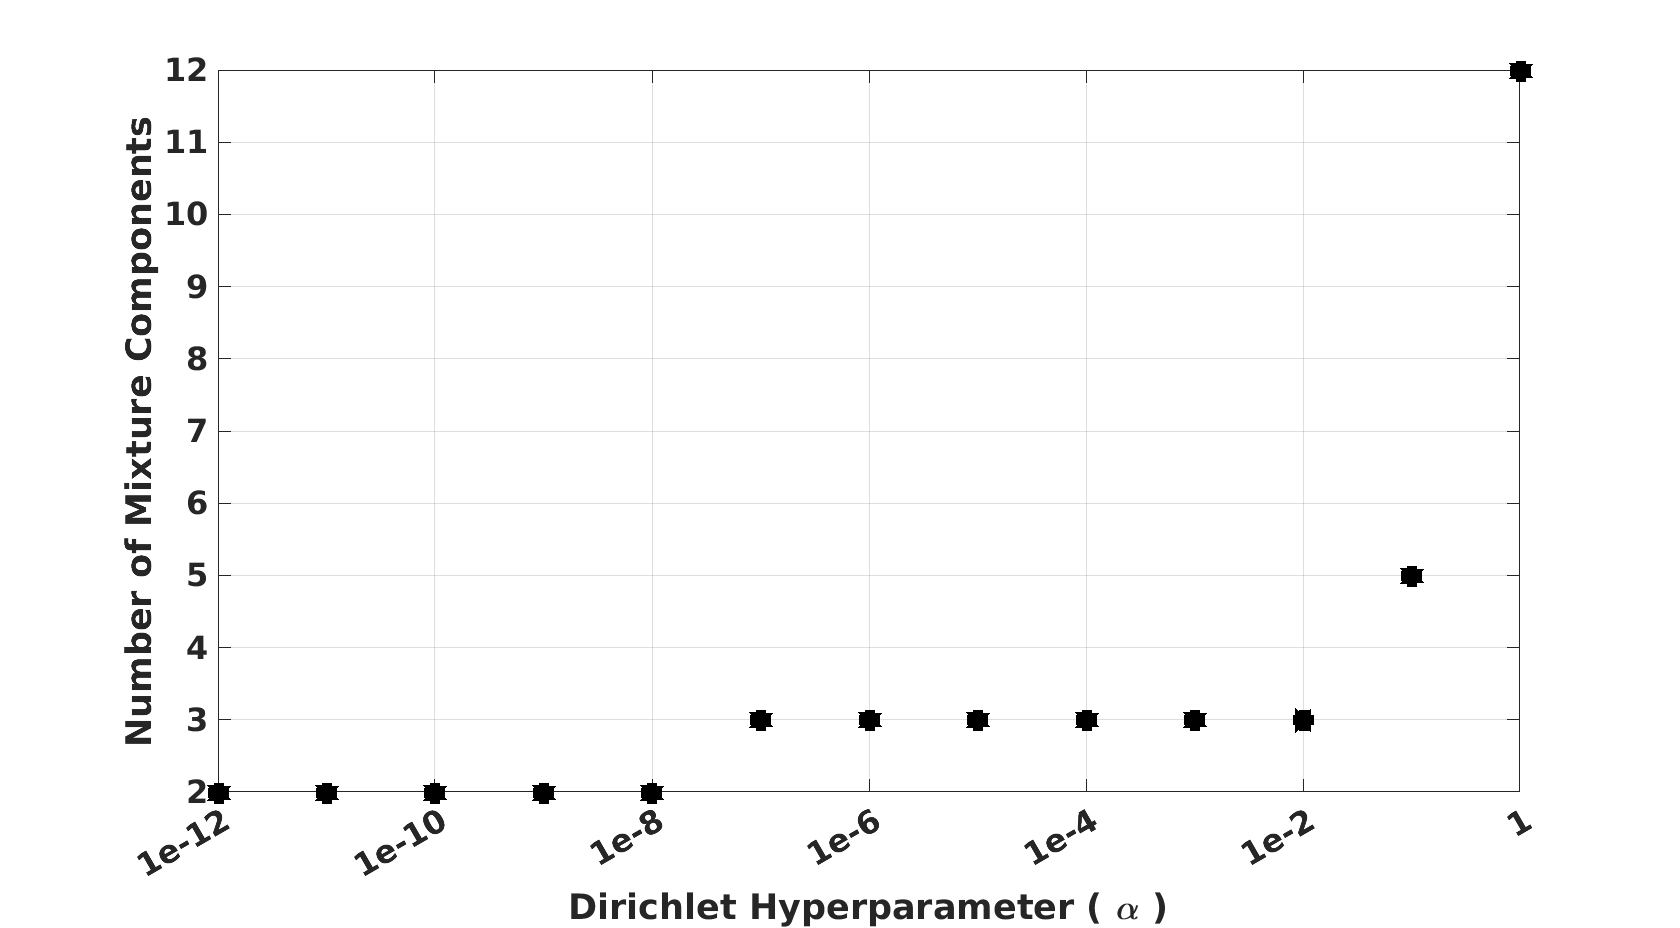 Number of Mixture Components
12
11
10
9
8
7
6
5
4
3
2
1e-12
1e-10
1e-8
1e-6
1e-4
1e-2
1
Dirichlet Hyperparameter ( α )